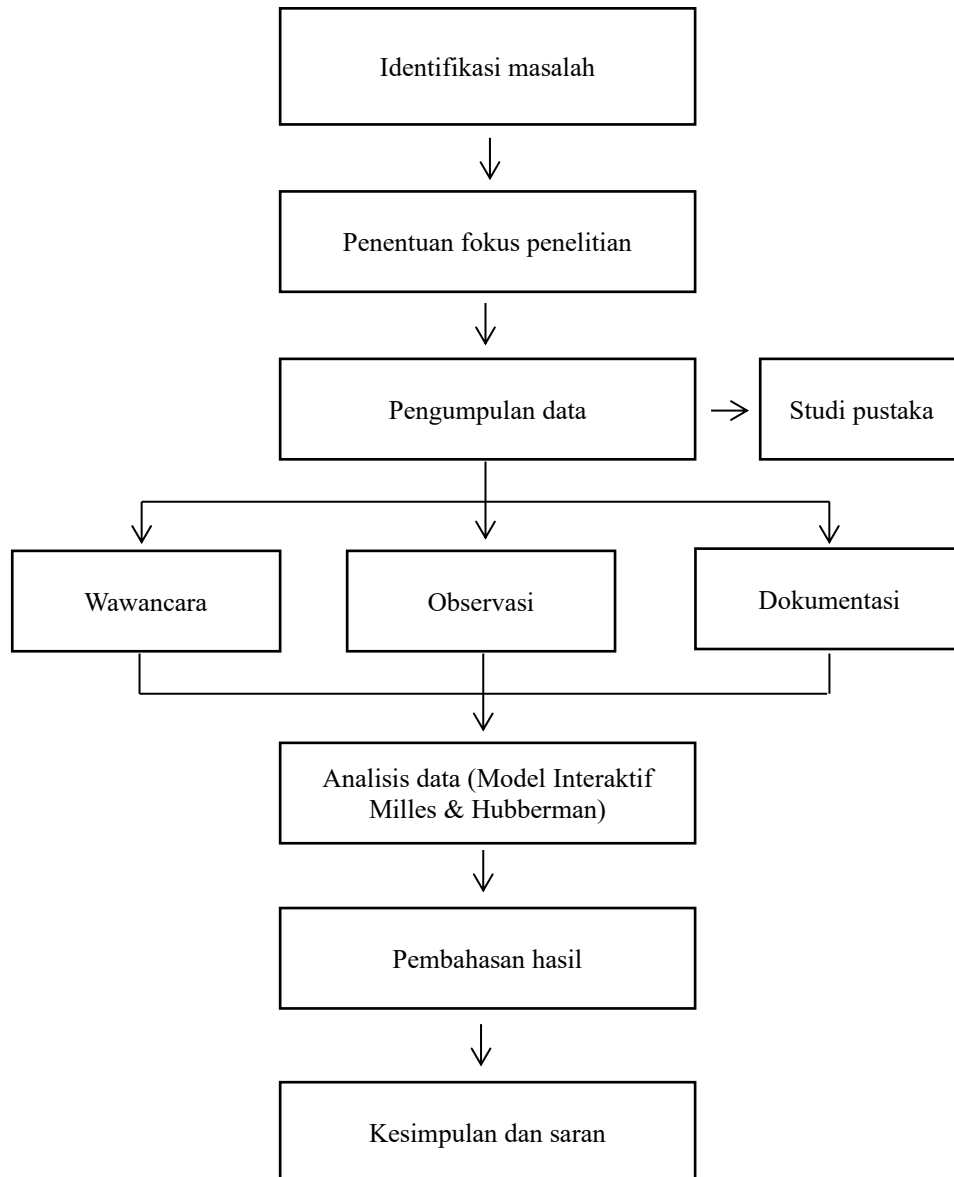 Identifikasi masalah
Penentuan fokus penelitian
Pengumpulan data
Studi pustaka
Wawancara
Observasi
Dokumentasi
Analisis data (Model Interaktif
Milles & Hubberman)
Pembahasan hasil
Kesimpulan dan saran